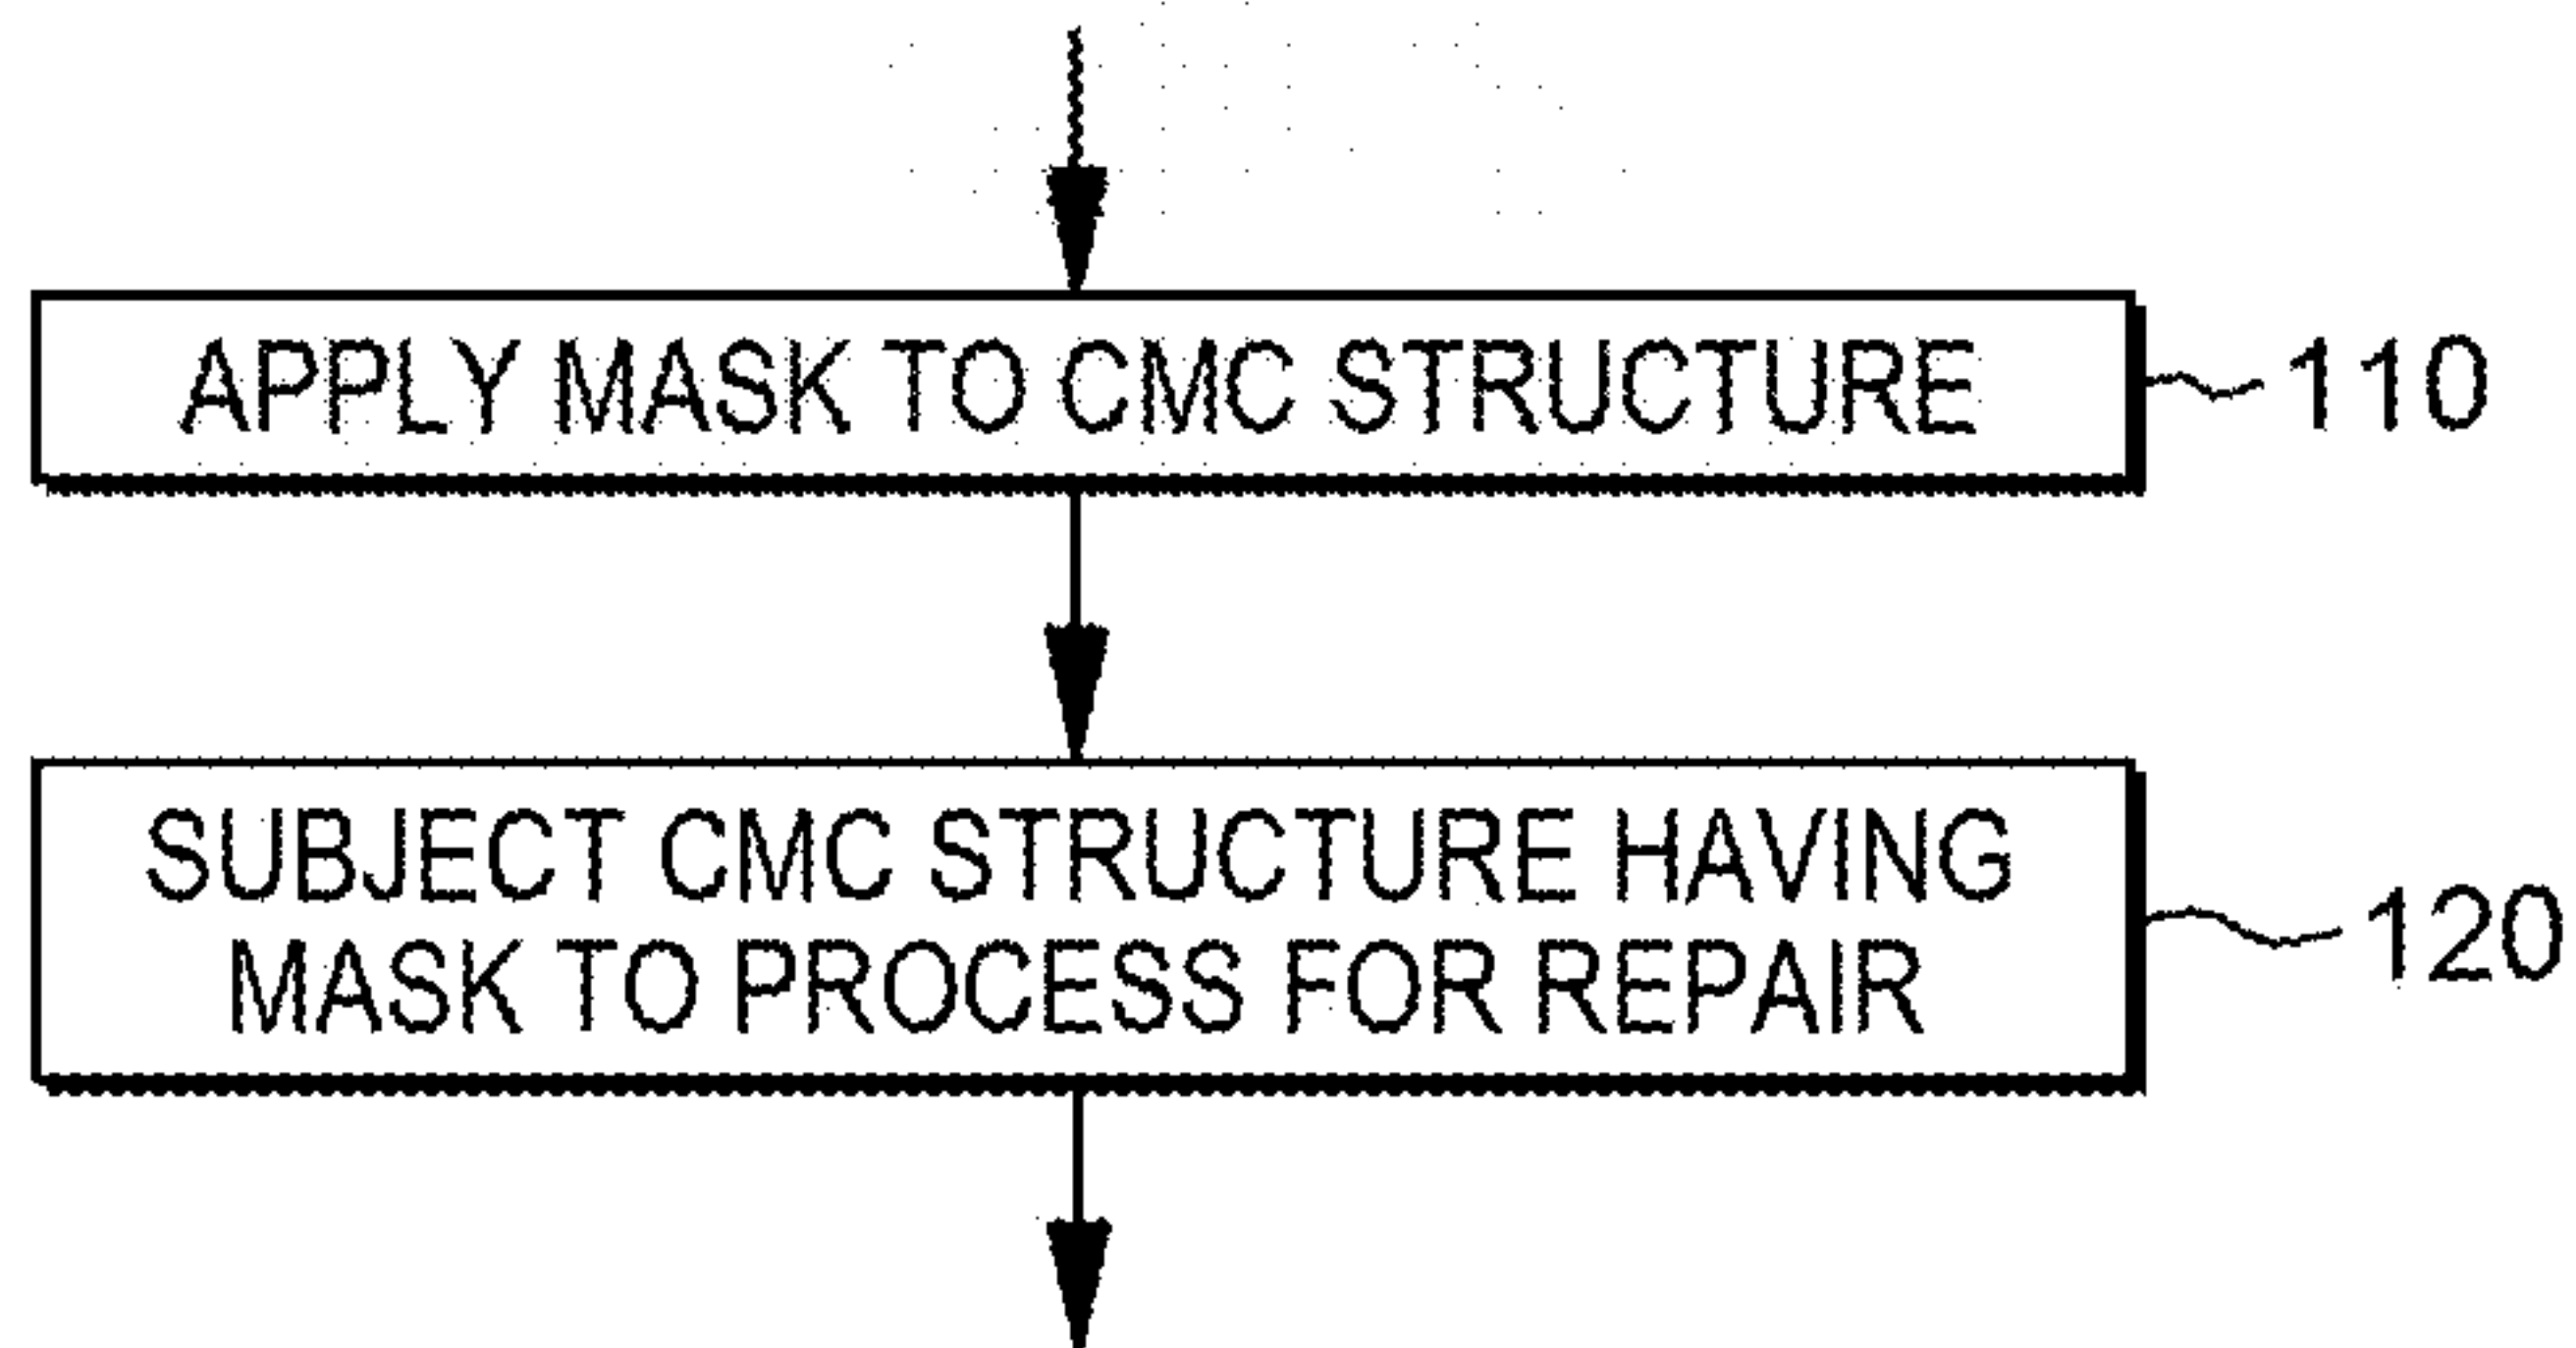 APPLY MASK TO CMC STRUCTURE
110
SUBJECT CMC STRUCTURE HAVING
MASK TO PROCESS FOR REPAIR
120